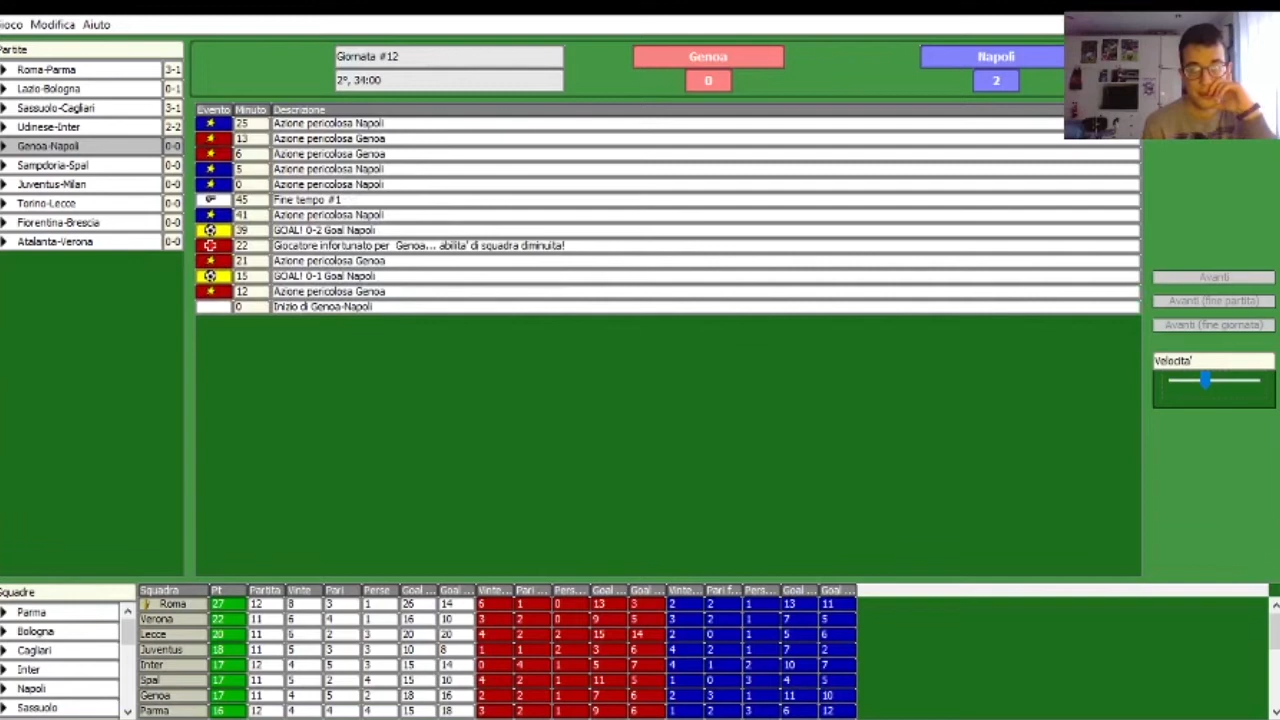 ioco Modifica Aiuto
Partite
Roma-Parma 3-1
Lazio-Bologna 0-1
Sassuolo-Cagliari 3-1
Udinese-Inter 2-2
Genoa-Napoli 0-0
Sampdoria-Spal 0-0
Juventus-Milan 0-0
Torino-Lecce 0-0
Fiorentina-Brescia 0-0
Atalanta-Verona 0-0
Giornata #12
2°, 34:00
Genoa
0
Napoli
2
Evento Minuto Descrizione
25 Azione pericolosa Napoli
13 Azione pericolosa Genoa
6 Azione pericolosa Genoa
5 Azione pericolosa Napoli
0 Azione pericolosa Napoli
45 Fine tempo #1
41 Azione pericolosa Napoli
39 GOAL! 0-2 Goal Napoli
22 Giocatore infortunato per Genoa... abilita' di squadra diminuita!
21 Azione pericolosa Genoa
15 GOAL! 0-1 Goal Napoli
12 Azione pericolosa Genoa
0 Inizio di Genoa-Napoli
Avanti
Avanti (fine partita)
Avanti (fine giornata)
Velocita'
Squadre
Parma
Bologna
Cagliari
Inter
Napoli
Sassuolo
Squadra Pt Partita Vinte Pari Perse Goal ... Goal ... Vinte... Pari ... Pers... Goal ... Goal ... Vinte... Pari f... Pers... Goal ... Goal ...
Roma 27 12 8 3 1 26 14 6 1 0 13 3 2 2 1 13 11
Verona 22 11 6 4 1 16 10 3 2 0 9 5 3 2 1 7 5
Lecce 20 11 6 2 3 20 20 4 2 2 15 14 2 0 1 5 6
Juventus 18 11 5 3 3 10 8 1 1 2 3 6 4 2 1 7 2
Inter 17 12 4 5 3 15 14 0 4 1 5 7 4 1 2 10 7
Spal 17 11 5 2 4 15 10 4 2 1 11 5 1 0 3 4 5
Genoa 17 11 4 5 2 18 16 2 2 1 7 6 2 3 1 11 10
Parma 16 12 4 4 4 15 18 3 2 1 9 6 1 2 3 6 12